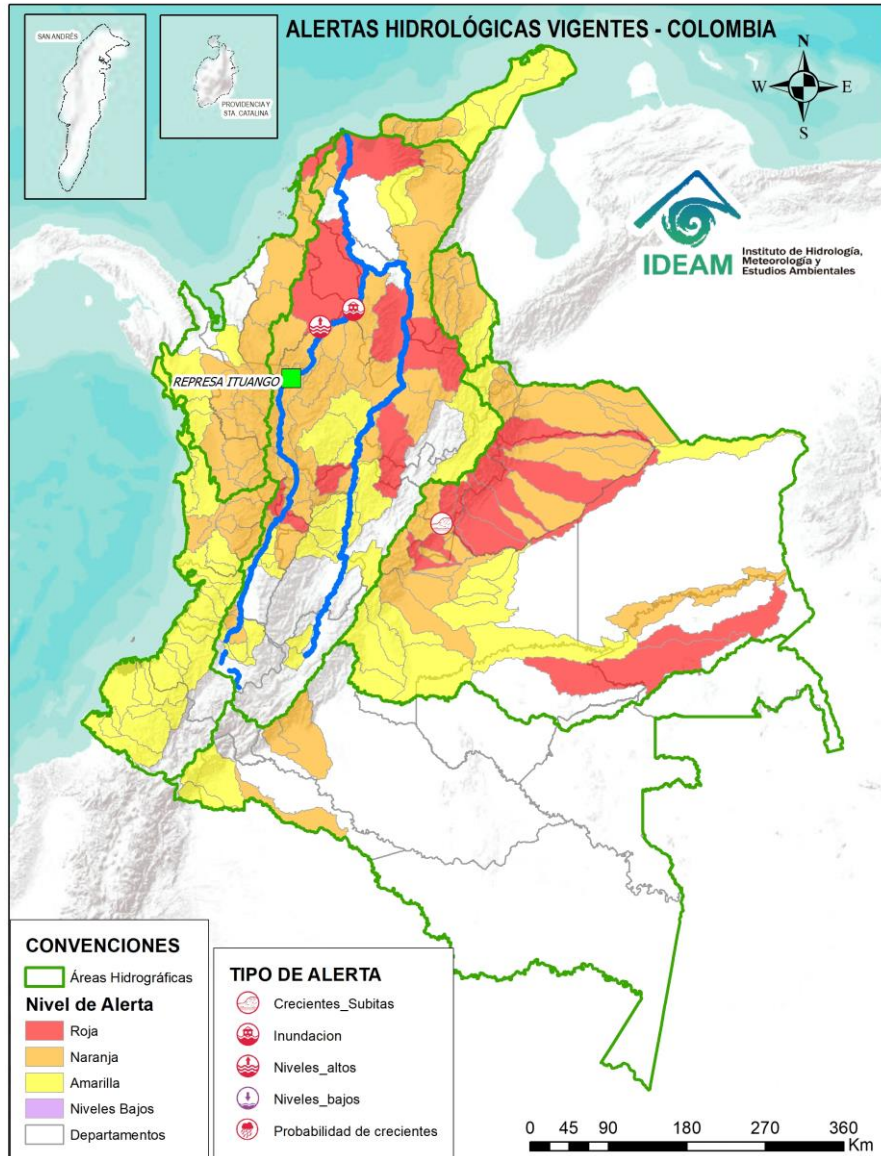 ALERTAS HIDROLÓGICAS VIGENTES - COLOMBIA
SAN ANDRÉS
PROVIDENCIA Y
STA. CATALINA
N
W E
S
IDEAM
Instituto de Hidrología,
Meteorología y
Estudios Ambientales
REPRESA ITUANGO
CONVENCIONES
Áreas Hidrográficas
Nivel de Alerta
Roja
Naranja
Amarilla
Niveles Bajos
Departamentos
TIPO DE ALERTA
Crecientes_Subitas
Inundacion
Niveles_altos
Niveles_bajos
Probabilidad de crecientes
0 45 90 180 270 360
Km